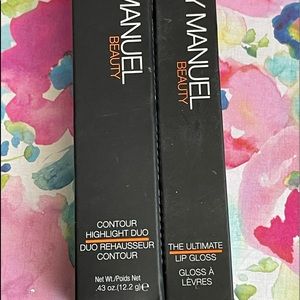 MANUEL
BEAUTY
CONTOUR
HIGHLIGHT DUO
DUO REHAUSSEUR
CONTOUR
Net Wt./Poids Net
.43 oz.(12.2 g)e
Y MANUEL
BEAUTY
THE ULTIMATE
LIP GLOSS
GLOSS À
LÈVRES